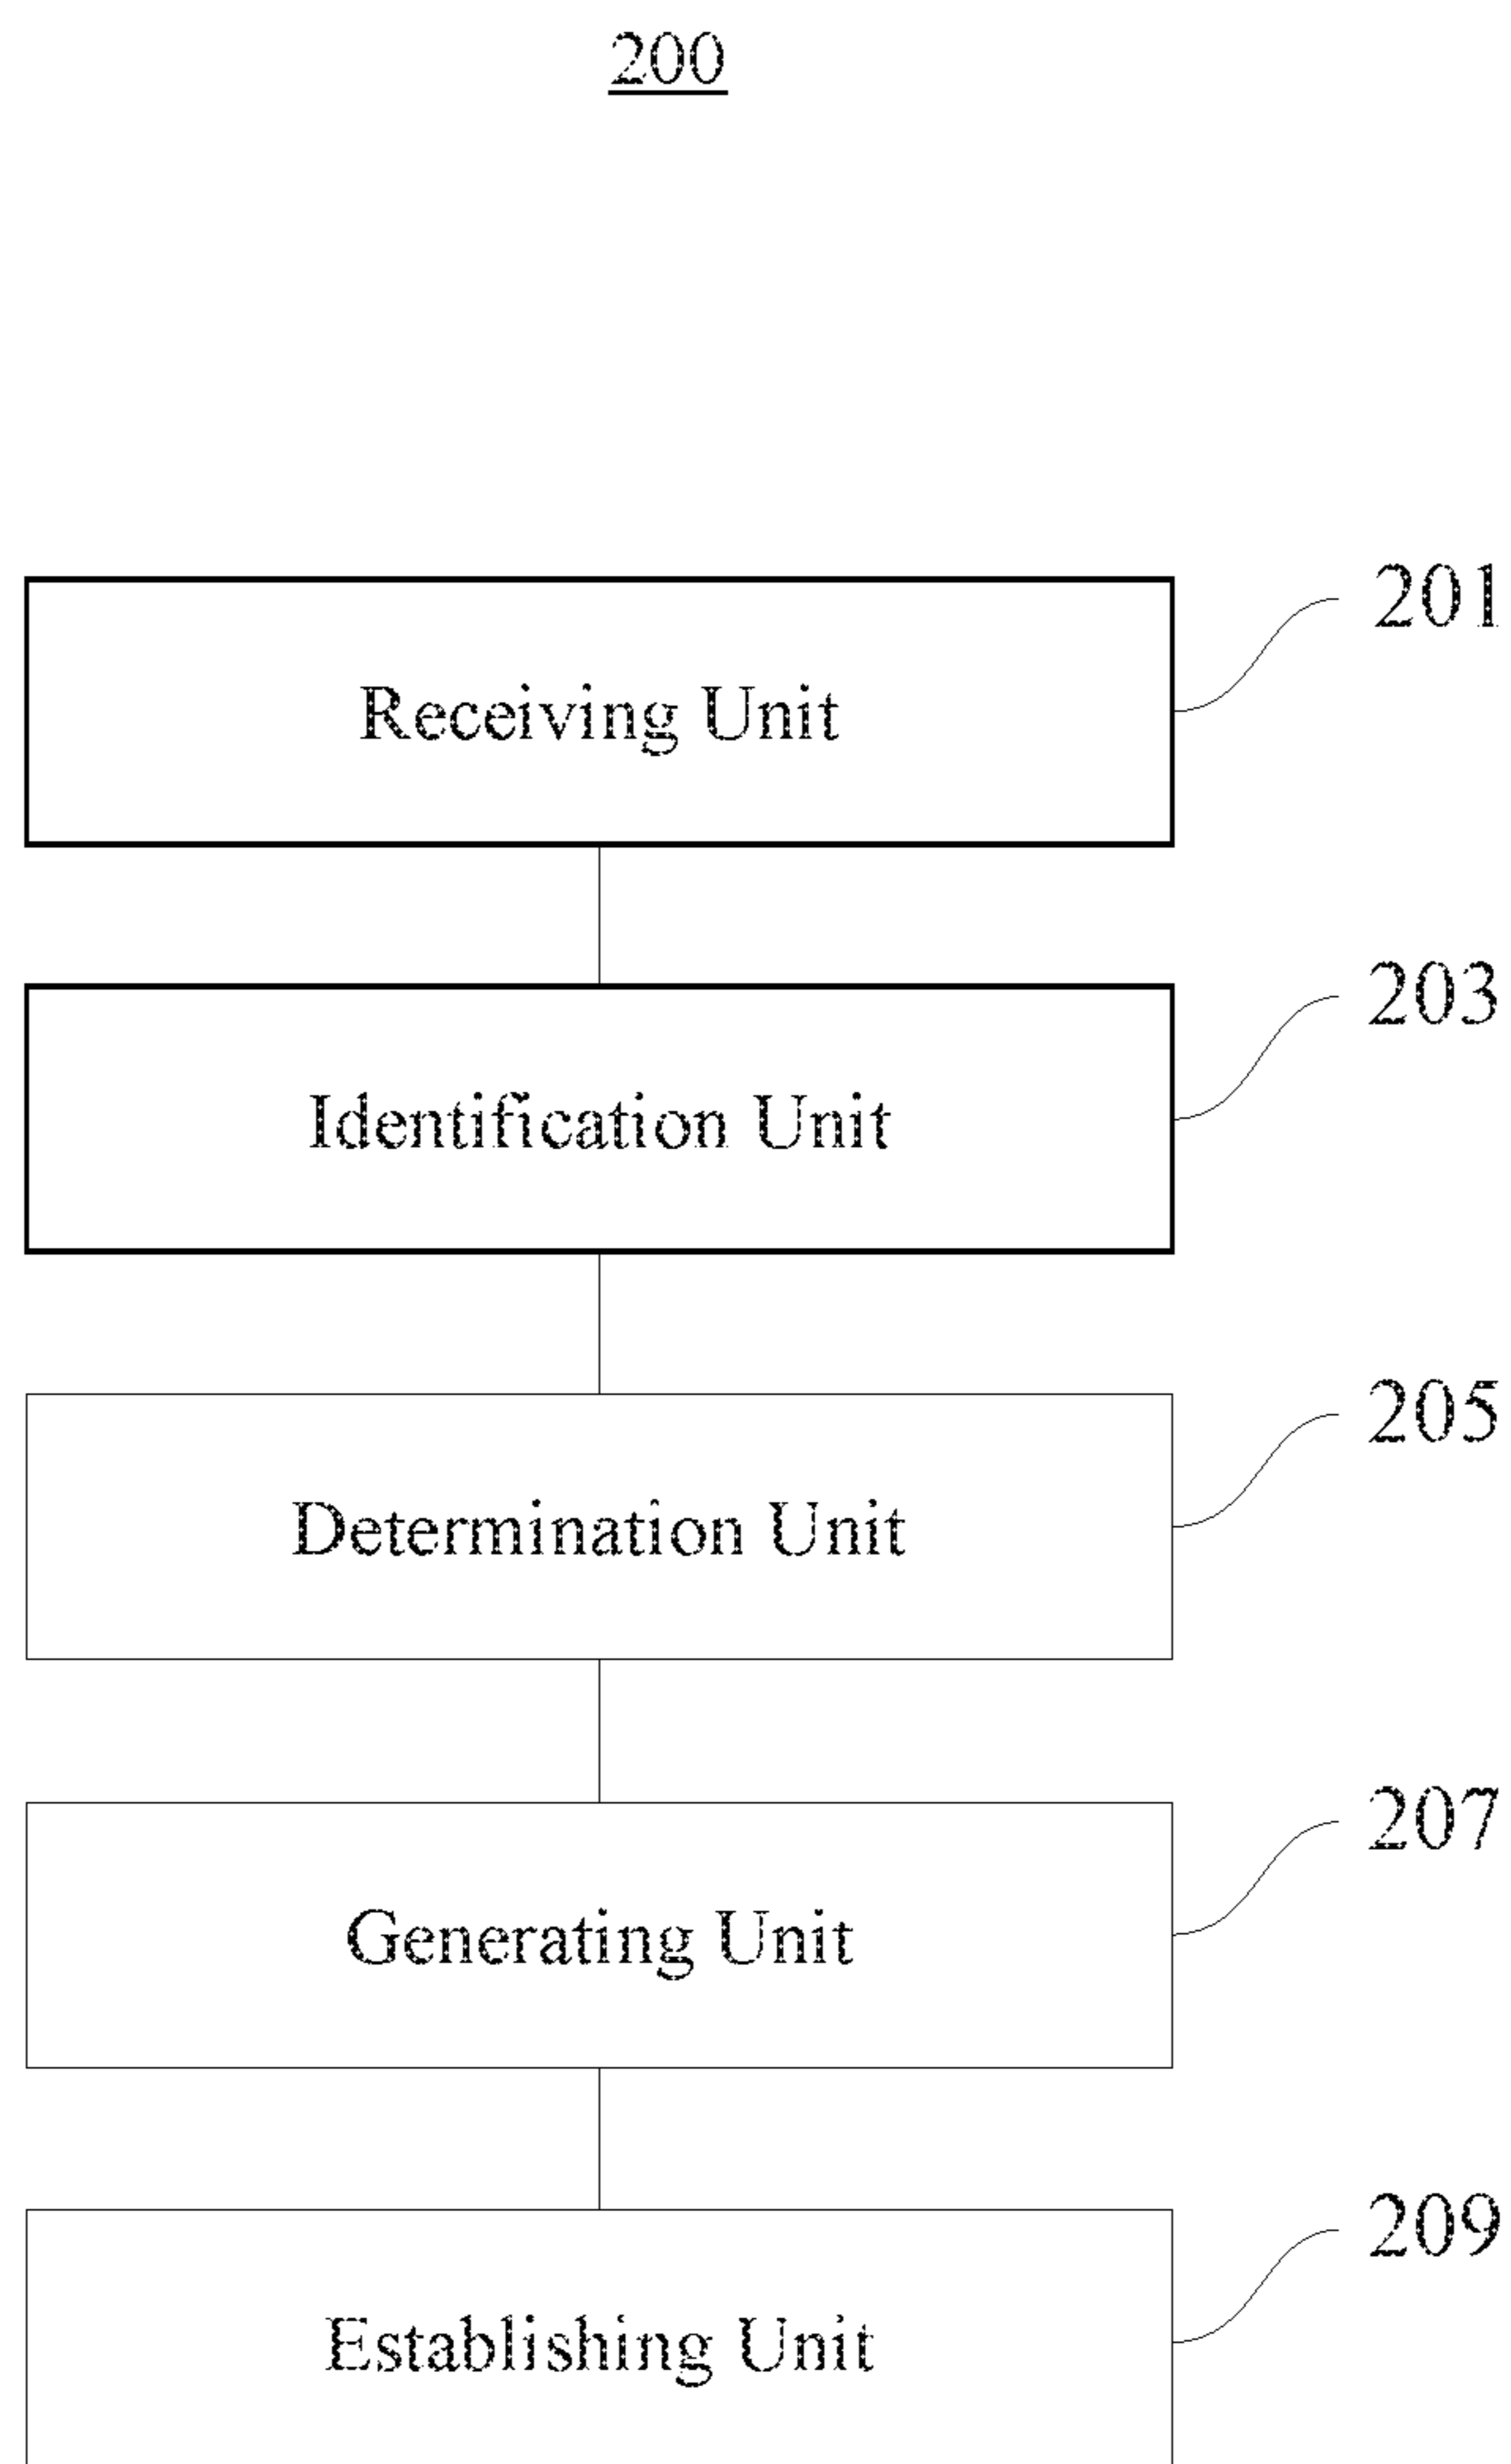 200
201
Receiving Unit
203
Identification Unit
205
Determination Unit
207
Generating Unit
209
Establishing Unit